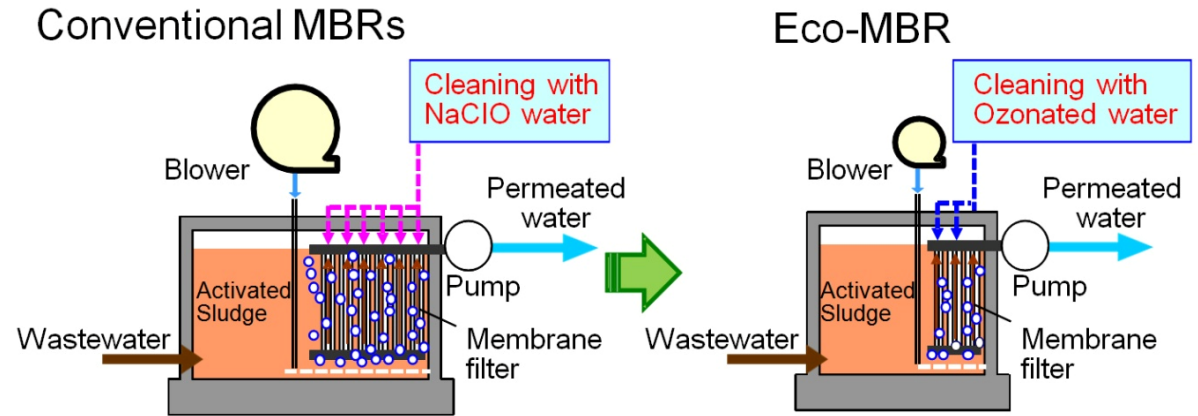 Conventional MBRs
Cleaning with
NaClO water
Blower
Permeated
water
Pump
Activated
Sludge
Wastewater
Membrane
filter
Eco-MBR
Cleaning with
Ozonated water
Blower
Permeated
water
Pump
Activated
Sludge
Wastewater
Membrane
filter